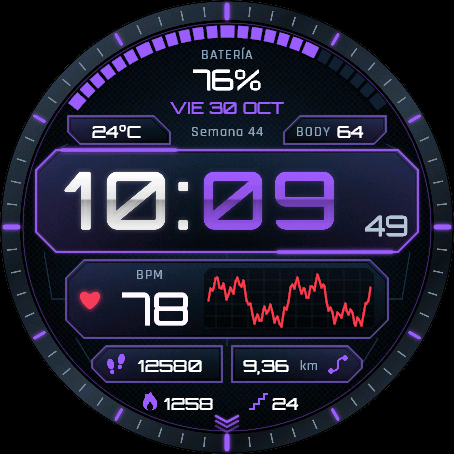 BATERÍA
76%
VIE 30 OCT
24°C Semana 44 BODY 64
10:09 49
BPM
78
12580 9,36 km
1258 24